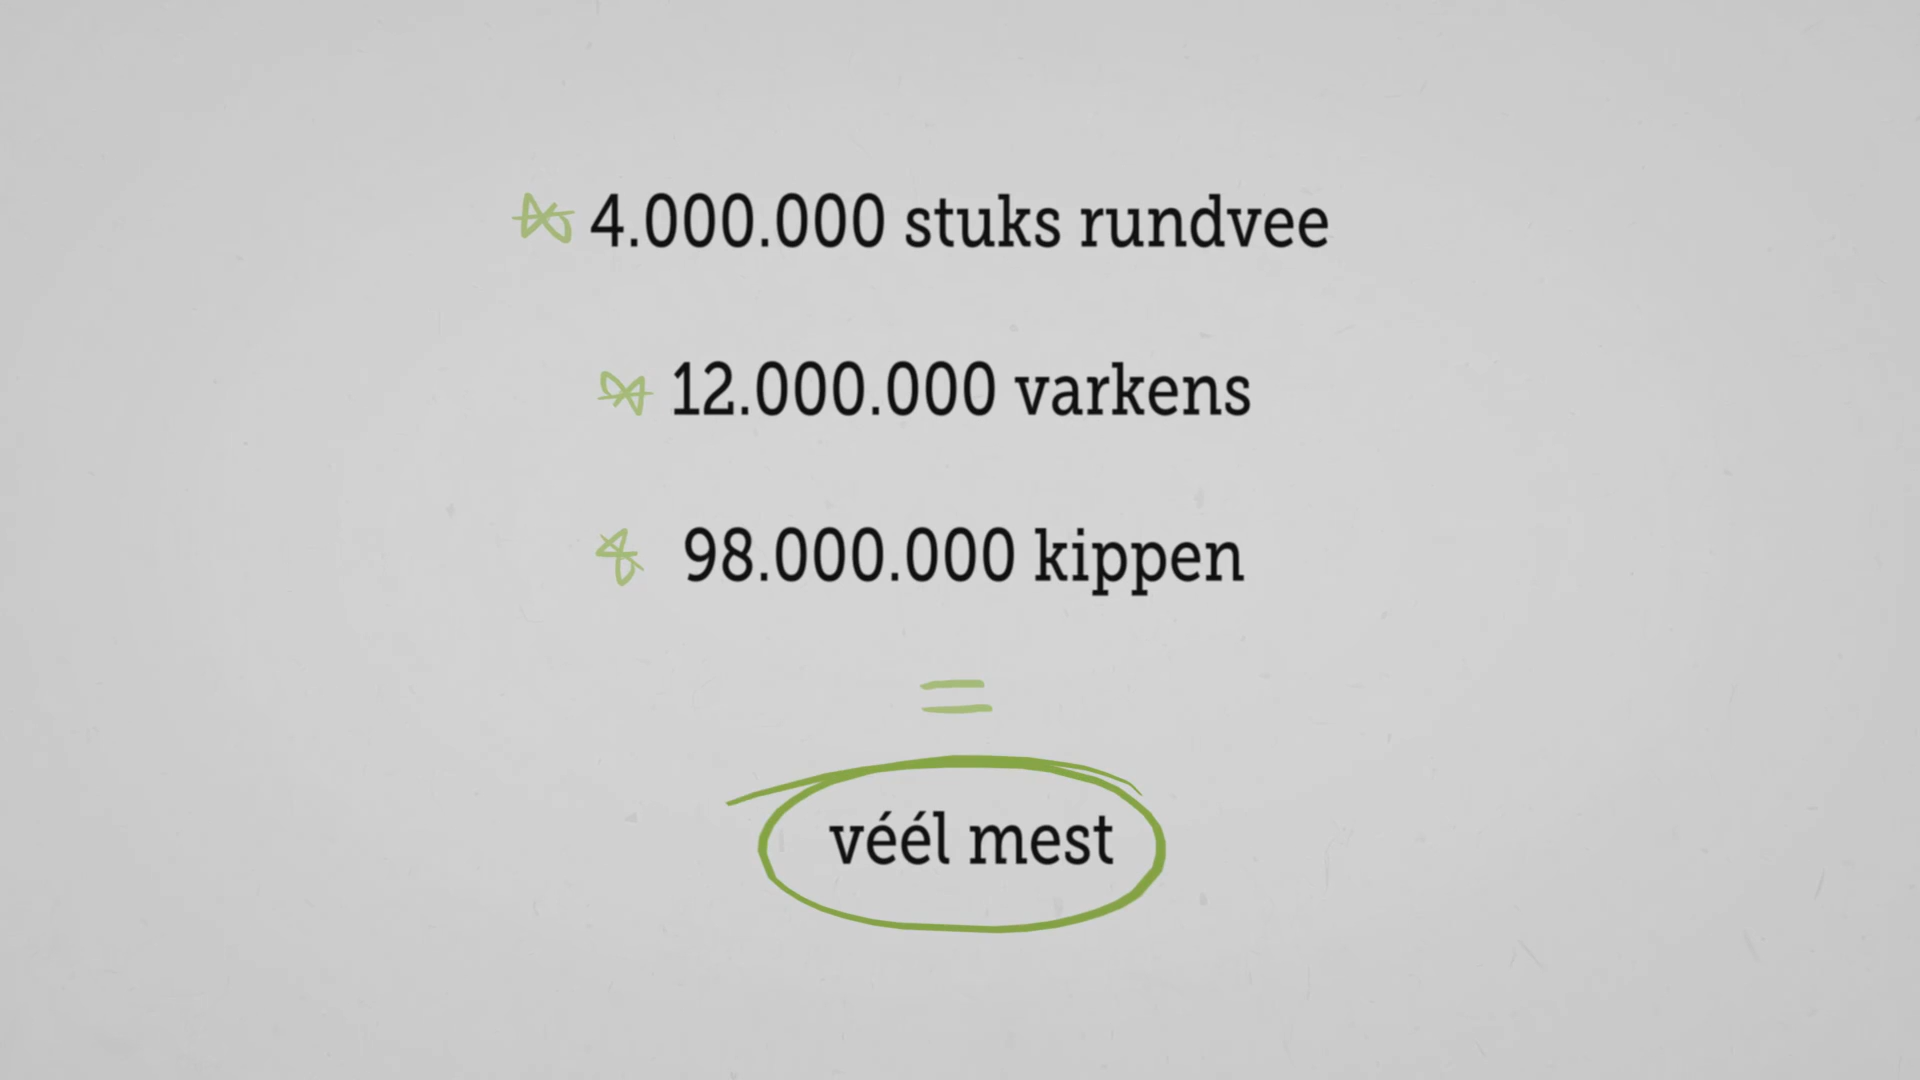 4.000.000 stuks rundvee
12.000.000 varkens
98.000.000 kippen
=
véél mest